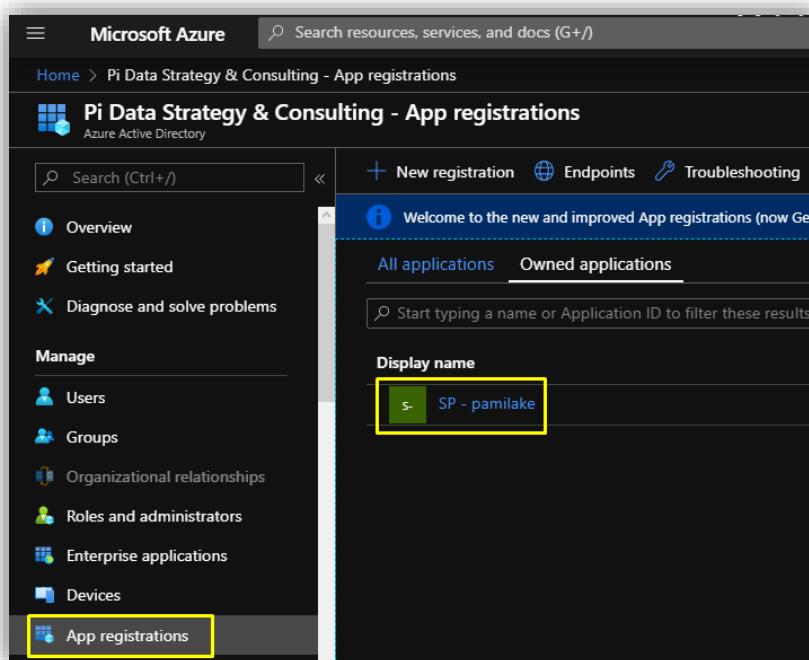 Microsoft Azure
Search resources, services, and docs (G+/)
Home > Pi Data Strategy & Consulting - App registrations
Pi Data Strategy & Consulting - App registrations
Azure Active Directory
Search (Ctrl+/)
«
Overview
Getting started
Diagnose and solve problems
Manage
Users
Groups
Organizational relationships
Roles and administrators
Enterprise applications
Devices
App registrations
New registration
Endpoints
Troubleshooting
Welcome to the new and improved App registrations (now Ge
All applications
Owned applications
Start typing a name or Application ID to filter these results
Display name
S-
SP - pamilake